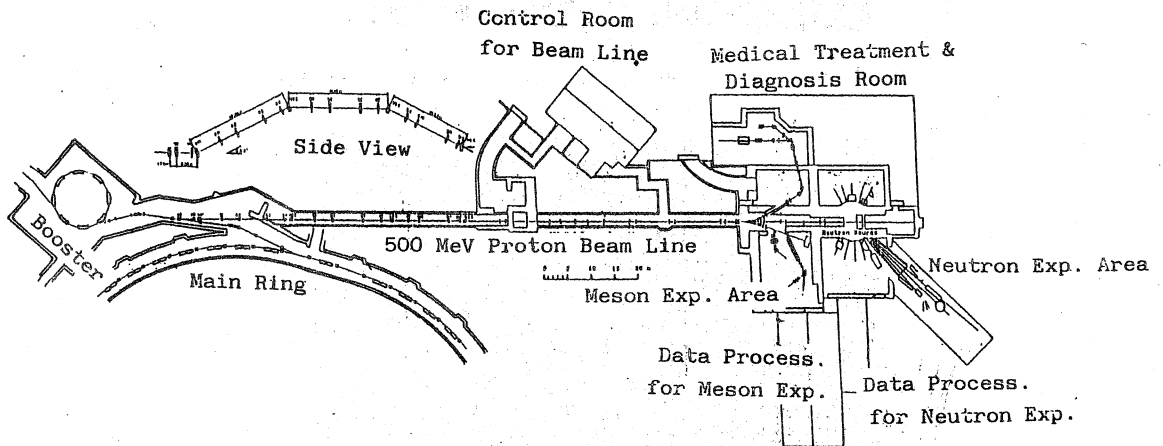 Control Room
for Beam Line
Medical Treatment &
Diagnosis Room
Side View
Booster
500 MeV Proton Beam Line
Main Ring
Neutron Source
Neutron Exp. Area
Meson Exp. Area
Data Process.
for Meson Exp.
Data Process.
for Neutron Exp.